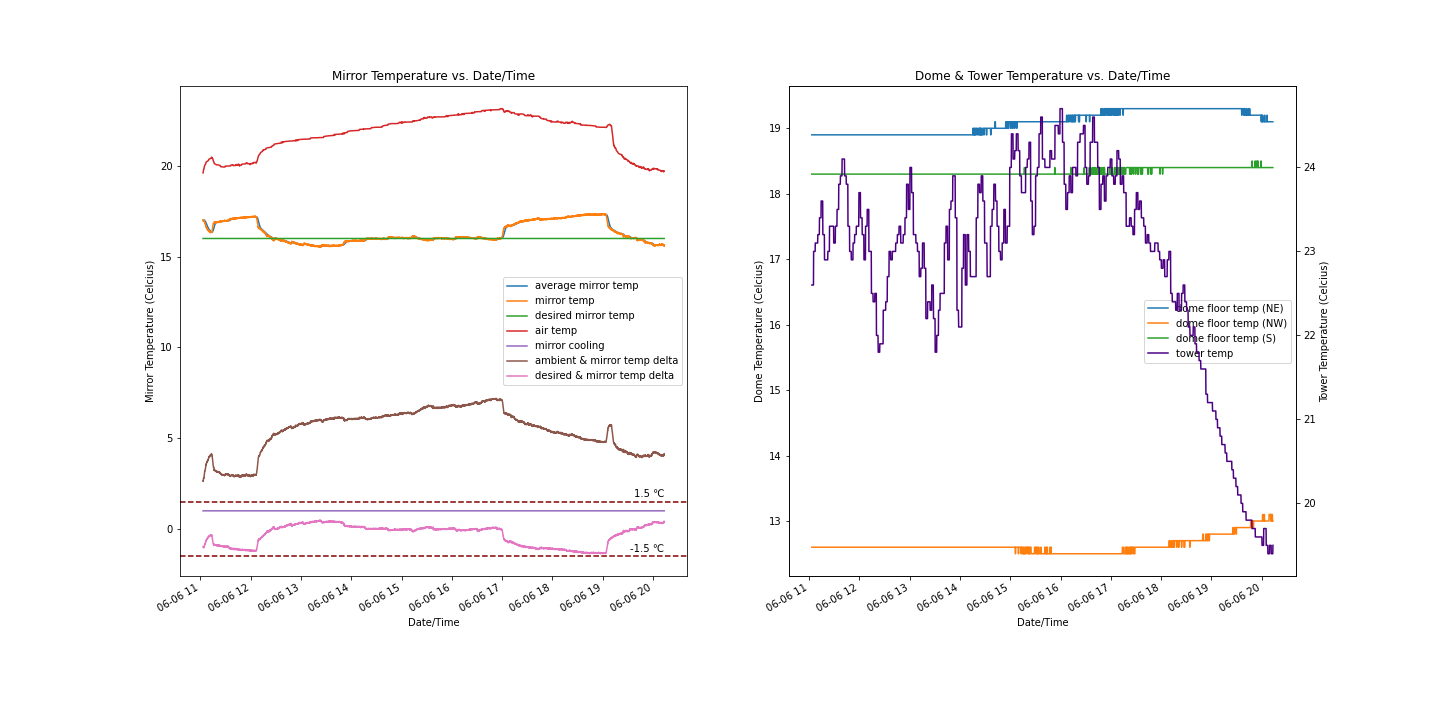 Mirror Temperature vs. Date/Time
Mirror Temperature (Celcius)
20
15
10
5
0
average mirror temp
mirror temp
desired mirror temp
air temp
mirror cooling
ambient & mirror temp delta
desired & mirror temp delta
1.5 °C
-1.5 °C
06-06 11
06-06 12
06-06 13
06-06 14
06-06 15
06-06 16
06-06 17
06-06 18
06-06 19
06-06 20
Date/Time
Dome & Tower Temperature vs. Date/Time
Dome Temperature (Celcius)
19
18
17
16
15
14
13
dome floor temp (NE)
dome floor temp (NW)
dome floor temp (S)
tower temp
24
23
22
21
20
Tower Temperature (Celcius)
06-06 11
06-06 12
06-06 13
06-06 14
06-06 15
06-06 16
06-06 17
06-06 18
06-06 19
06-06 20
Date/Time